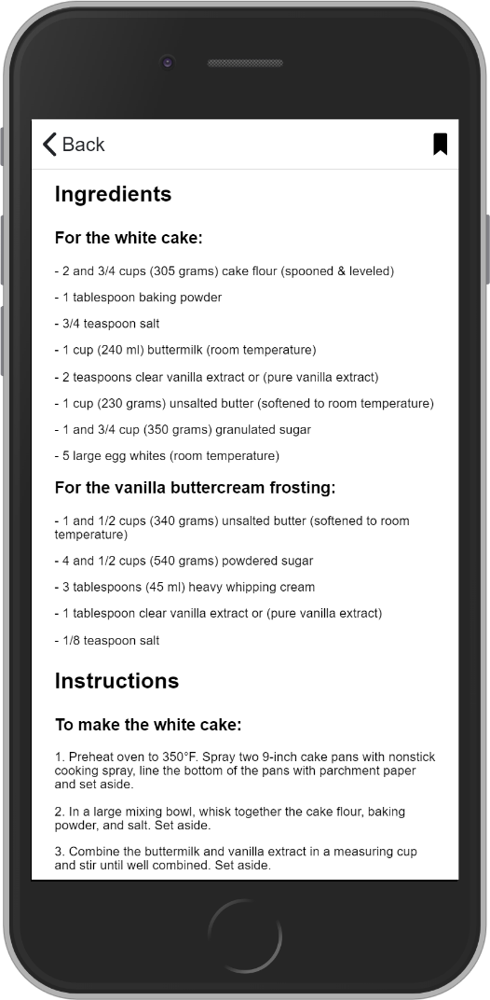 Back
Ingredients
For the white cake:
- 2 and 3/4 cups (305 grams) cake flour (spooned & leveled)
- 1 tablespoon baking powder
- 3/4 teaspoon salt
- 1 cup (240 ml) buttermilk (room temperature)
- 2 teaspoons clear vanilla extract or (pure vanilla extract)
- 1 cup (230 grams) unsalted butter (softened to room temperature)
- 1 and 3/4 cup (350 grams) granulated sugar
- 5 large egg whites (room temperature)
For the vanilla buttercream frosting:
- 1 and 1/2 cups (340 grams) unsalted butter (softened to room
temperature)
- 4 and 1/2 cups (540 grams) powdered sugar
- 3 tablespoons (45 ml) heavy whipping cream
- 1 tablespoon clear vanilla extract or (pure vanilla extract)
- 1/8 teaspoon salt
Instructions
To make the white cake:
1. Preheat oven to 350°F. Spray two 9-inch cake pans with nonstick
cooking spray, line the bottom of the pans with parchment paper
and set aside.
2. In a large mixing bowl, whisk together the cake flour, baking
powder, and salt. Set aside.
3. Combine the buttermilk and vanilla extract in a measuring cup
and stir until well combined. Set aside.